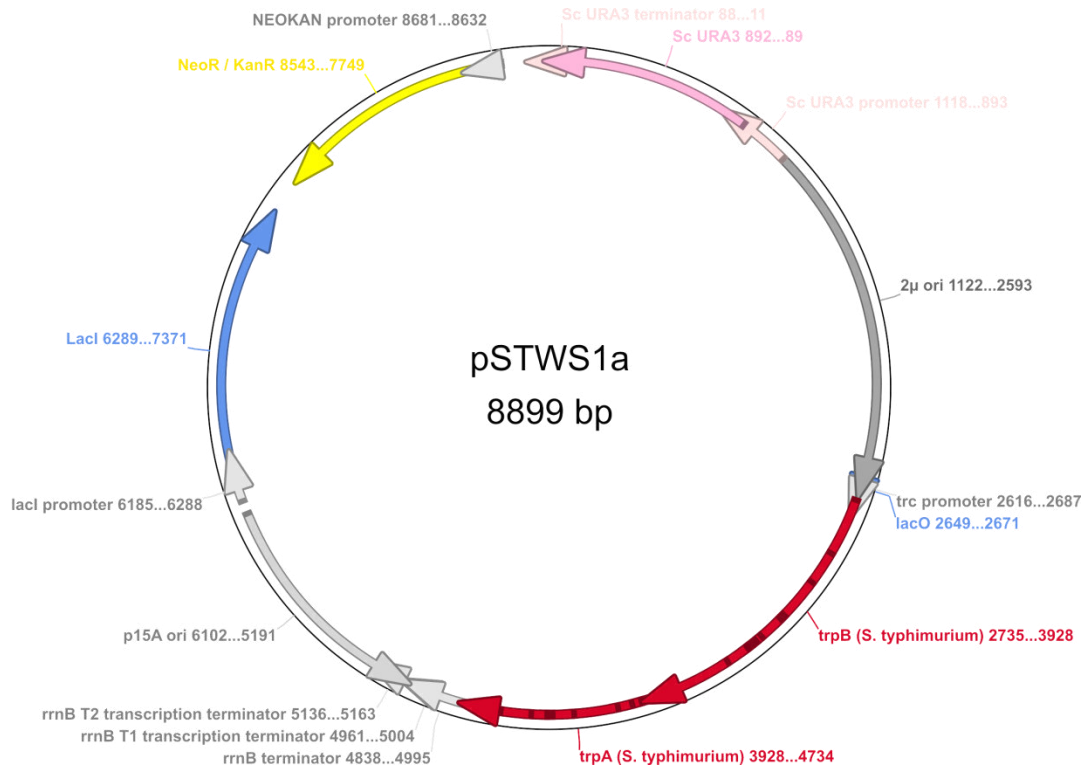 NEOKAN promoter 8681...8632
Sc URA3 terminator 88...11
Sc URA3 892...89
NeoR / KanR 8543...7749
Sc URA3 promoter 1118...893
2µ ori 1122...2593
LacI 6289...7371
pSTWS1a
8899 bp
lacI promoter 6185...6288
trc promoter 2616...2687
lacO 2649...2671
p15A ori 6102...5191
trpB (S. typhimurium) 2735...3928
rrnB T2 transcription terminator 5136...5163
rrnB T1 transcription terminator 4961...5004
rrnB terminator 4838...4995
trpA (S. typhimurium) 3928...4734